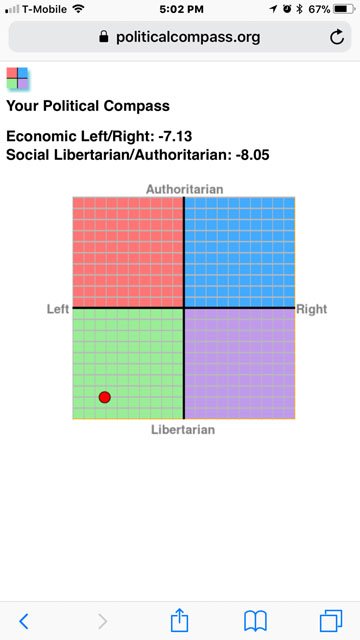 T-Mobile 5:02 PM 67%
politicalcompass.org
Your Political Compass
Economic Left/Right: -7.13
Social Libertarian/Authoritarian: -8.05
Authoritarian
Left Right
Libertarian